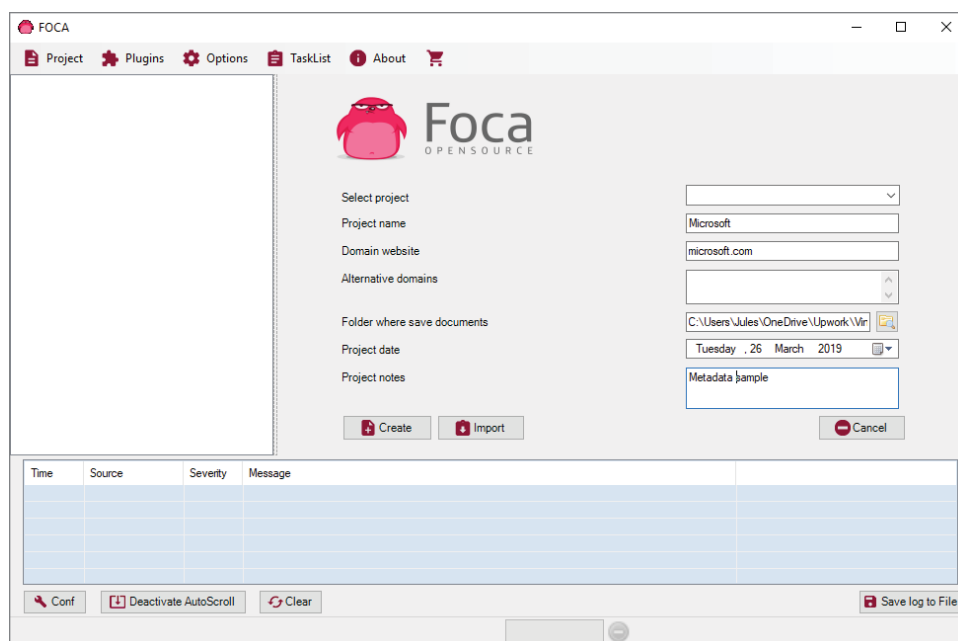 FOCA
Project Plugins Options TaskList About
Foca
OPENSOURCE
Select project
Project name Microsoft
Domain website microsoft.com
Alternative domains
Folder where save documents C:\Users\Jules\OneDrive\Upwork\Vir
Project date Tuesday , 26 March 2019
Project notes Metadata sample
Create Import Cancel
Time Source Severity Message
Conf Deactivate AutoScroll Clear Save log to File